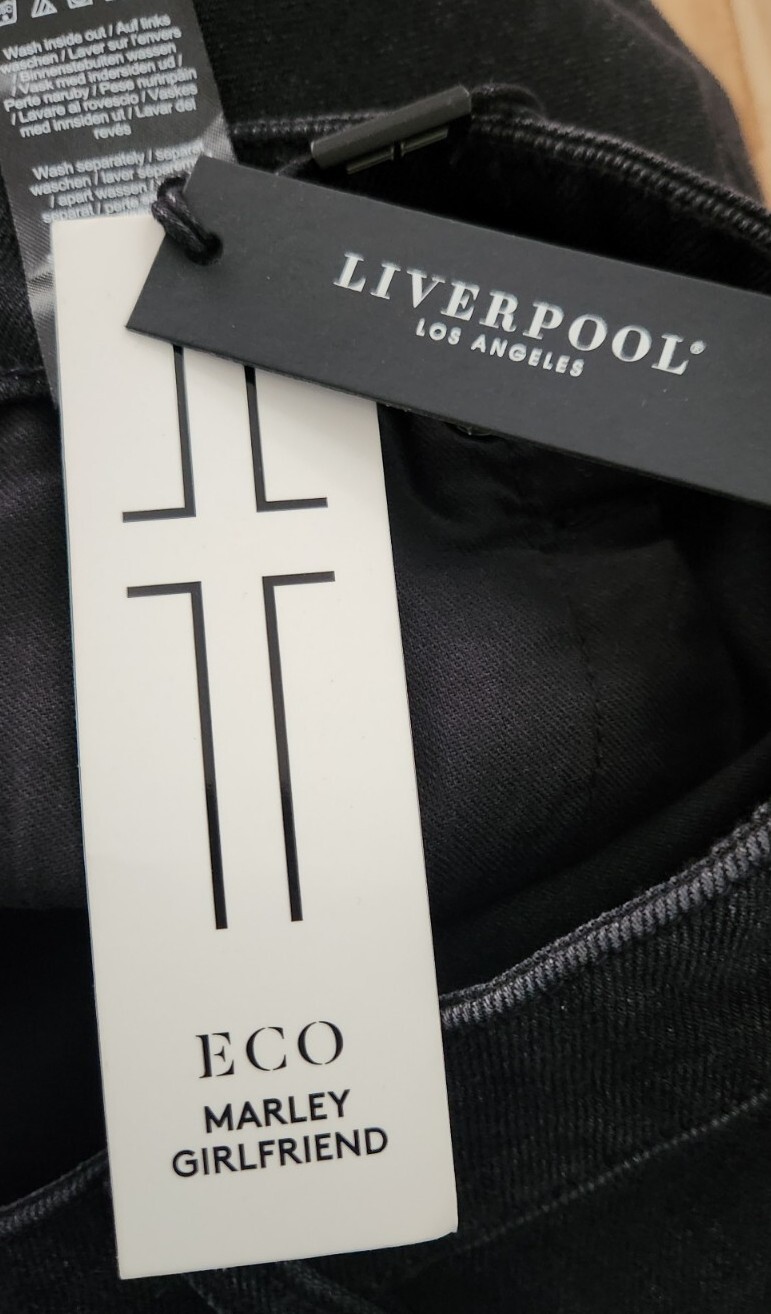 Wash inside out / Auf links
waschen / Laver sur l'envers
/ Binnenstebuiten wassen
/ Vask med indersiden ud /
Perte naruby / Pese nurinpäin
/ Lavare al rovescio / Vaskes
med innsiden ut / Lavar del
revés
Wash separately / separat
waschen / laver
/ apart wassen /
separat /
LIVERPOOL®
LOS ANGELES
ECO
MARLEY
GIRLFRIEND